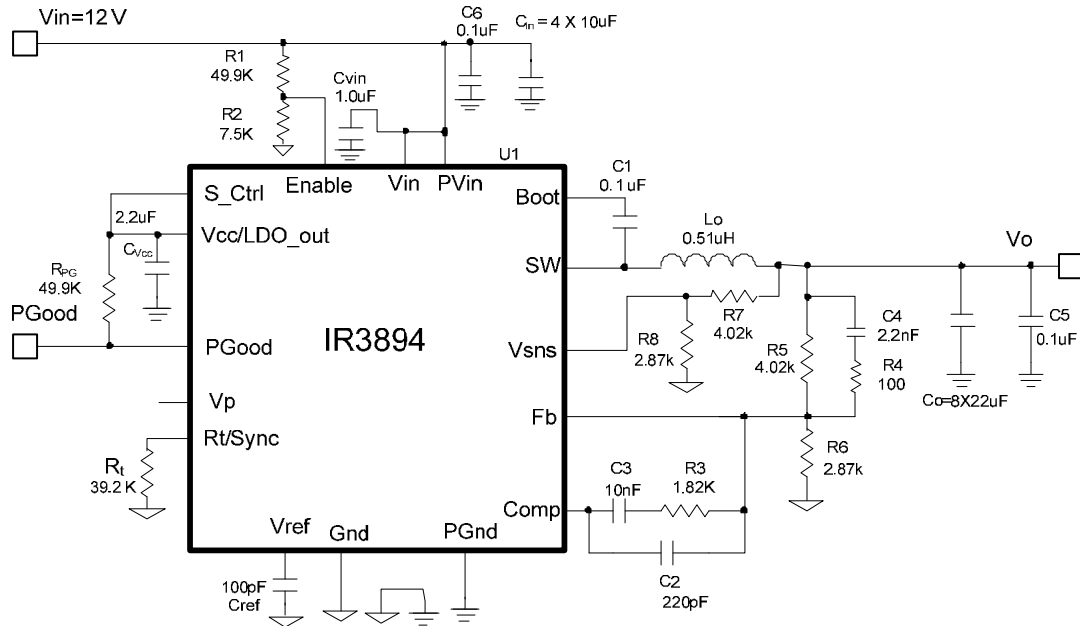 Vin=12 V
C6
0.1uF
Cin = 4 X 10uF
R1
49.9K
Cvin
1.0uF
R2
7.5K
U1
Enable
Vin
PVin
S_Ctrl
Boot
C1
0.1uF
2.2uF
Vcc/LDO_out
CVcc
Lo
0.51uH
Vo
SW
RPG
49.9K
PGood
R7
4.02k
C4
2.2nF
C5
0.1uF
IR3894
PGood
Vsns
R8
2.87k
R5
4.02k
R4
100
Co=8X22uF
Vp
Fb
Rt/Sync
Rt
39.2 K
R6
2.87k
C3
10nF
R3
1.82K
Comp
Vref
Gnd
PGnd
C2
220pF
100pF
Cref